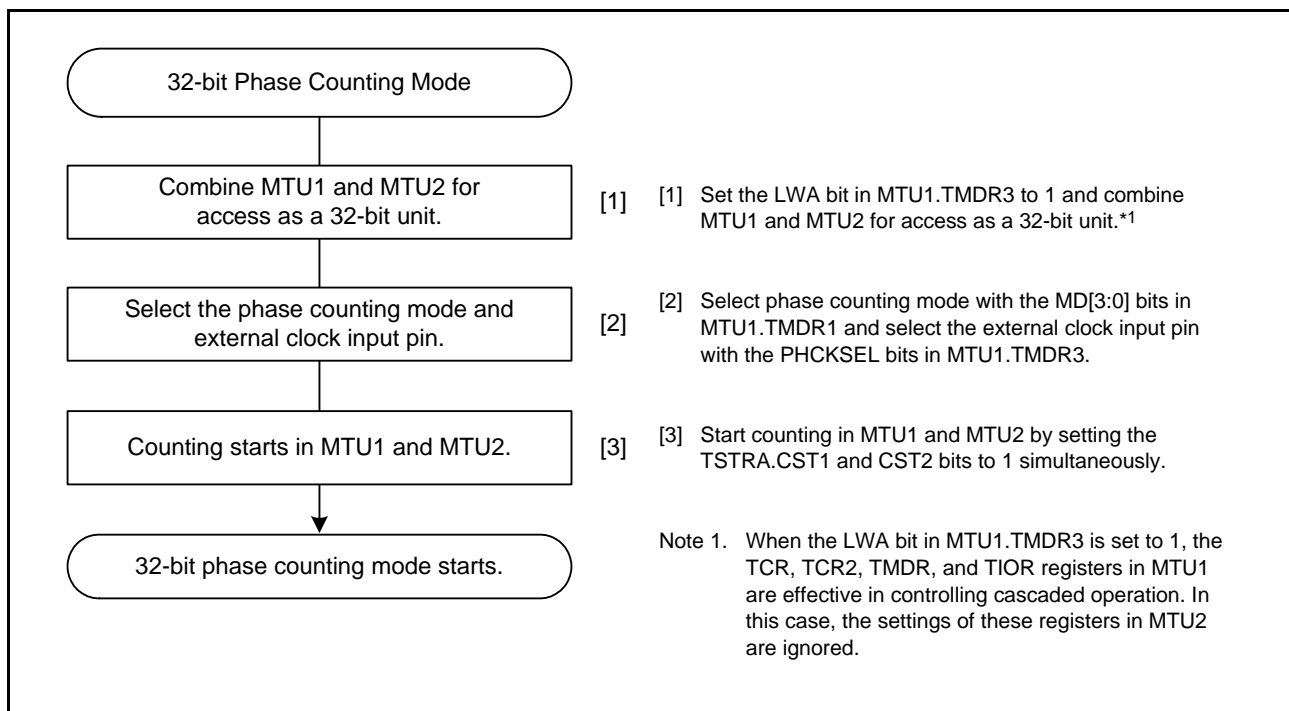 32-bit Phase Counting Mode
Combine MTU1 and MTU2 for
access as a 32-bit unit.
[1]
[1] Set the LWA bit in MTU1.TMDR3 to 1 and combine
MTU1 and MTU2 for access as a 32-bit unit.*1
Select the phase counting mode and
external clock input pin.
[2]
[2] Select phase counting mode with the MD[3:0] bits in
MTU1.TMDR1 and select the external clock input pin
with the PHCKSEL bits in MTU1.TMDR3.
Counting starts in MTU1 and MTU2.
[3]
[3] Start counting in MTU1 and MTU2 by setting the
TSTRA.CST1 and CST2 bits to 1 simultaneously.
32-bit phase counting mode starts.
Note 1. When the LWA bit in MTU1.TMDR3 is set to 1, the
TCR, TCR2, TMDR, and TIOR registers in MTU1
are effective in controlling cascaded operation. In
this case, the settings of these registers in MTU2
are ignored.